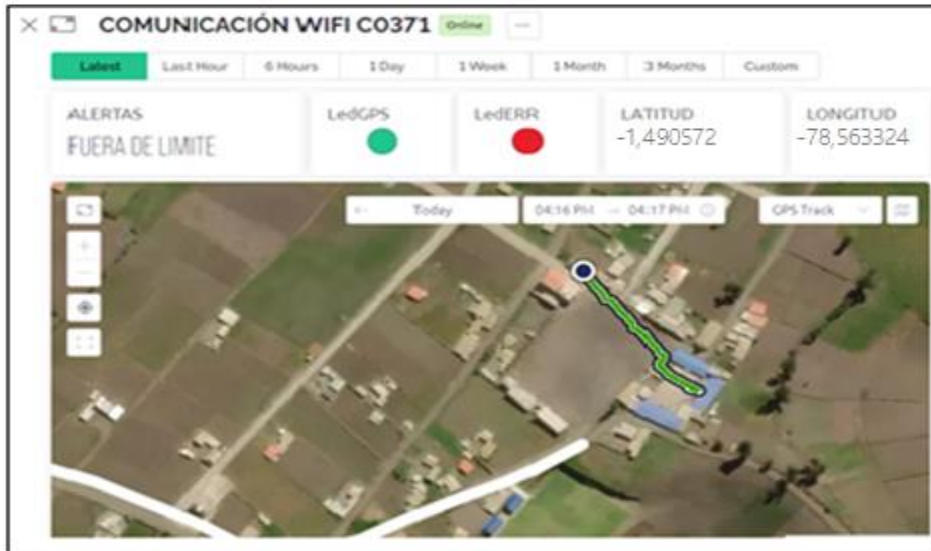 COMUNICACIÓN WIFI C0371 Online
Latest Last Hour 6 Hours 1 Day 1 Week 1 Month 3 Months Custom
ALERTAS LedGPS LedERR LATITUD LONGITUD
FUERA DE LIMITE -1,490572 -78,563324
Today 04:16 PM → 04:17 PM GPS Track